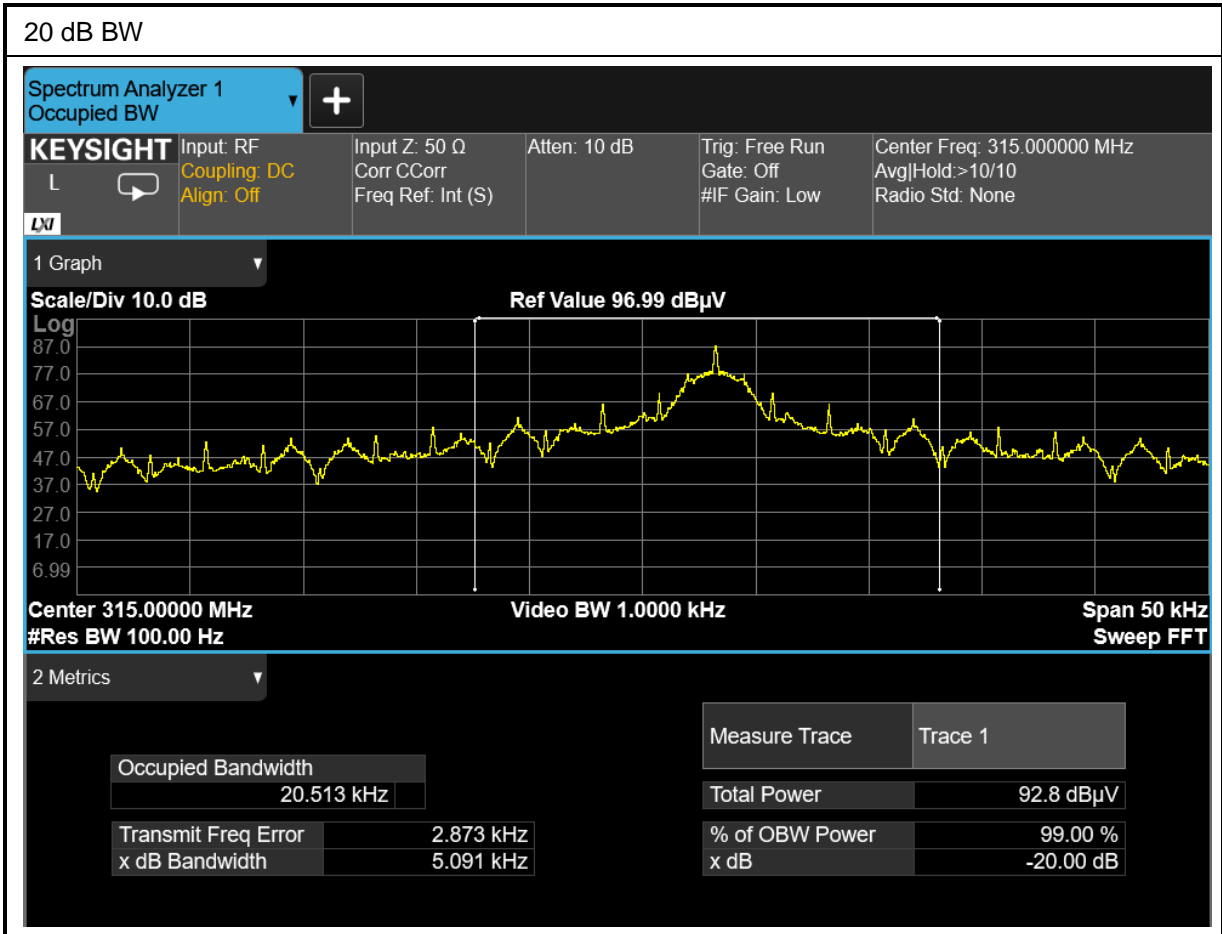 20 dB BW
Spectrum Analyzer 1
Occupied BW
KEYSIGHT
L
LXI
Input: RF
Coupling: DC
Align: Off
Input Z: 50 Ω
Corr CCorr
Freq Ref: Int (S)
Atten: 10 dB
Trig: Free Run
Gate: Off
#IF Gain: Low
Center Freq: 315.000000 MHz
Avg|Hold:>10/10
Radio Std: None
1 Graph
Scale/Div 10.0 dB
Ref Value 96.99 dBµV
Log
87.0
77.0
67.0
57.0
47.0
37.0
27.0
17.0
6.99
Center 315.00000 MHz
Video BW 1.0000 kHz
Span 50 kHz
#Res BW 100.00 Hz
Sweep FFT
2 Metrics
Measure Trace Trace 1
Occupied Bandwidth
20.513 kHz
Total Power 92.8 dBµV
Transmit Freq Error 2.873 kHz
% of OBW Power 99.00 %
x dB Bandwidth 5.091 kHz
x dB -20.00 dB